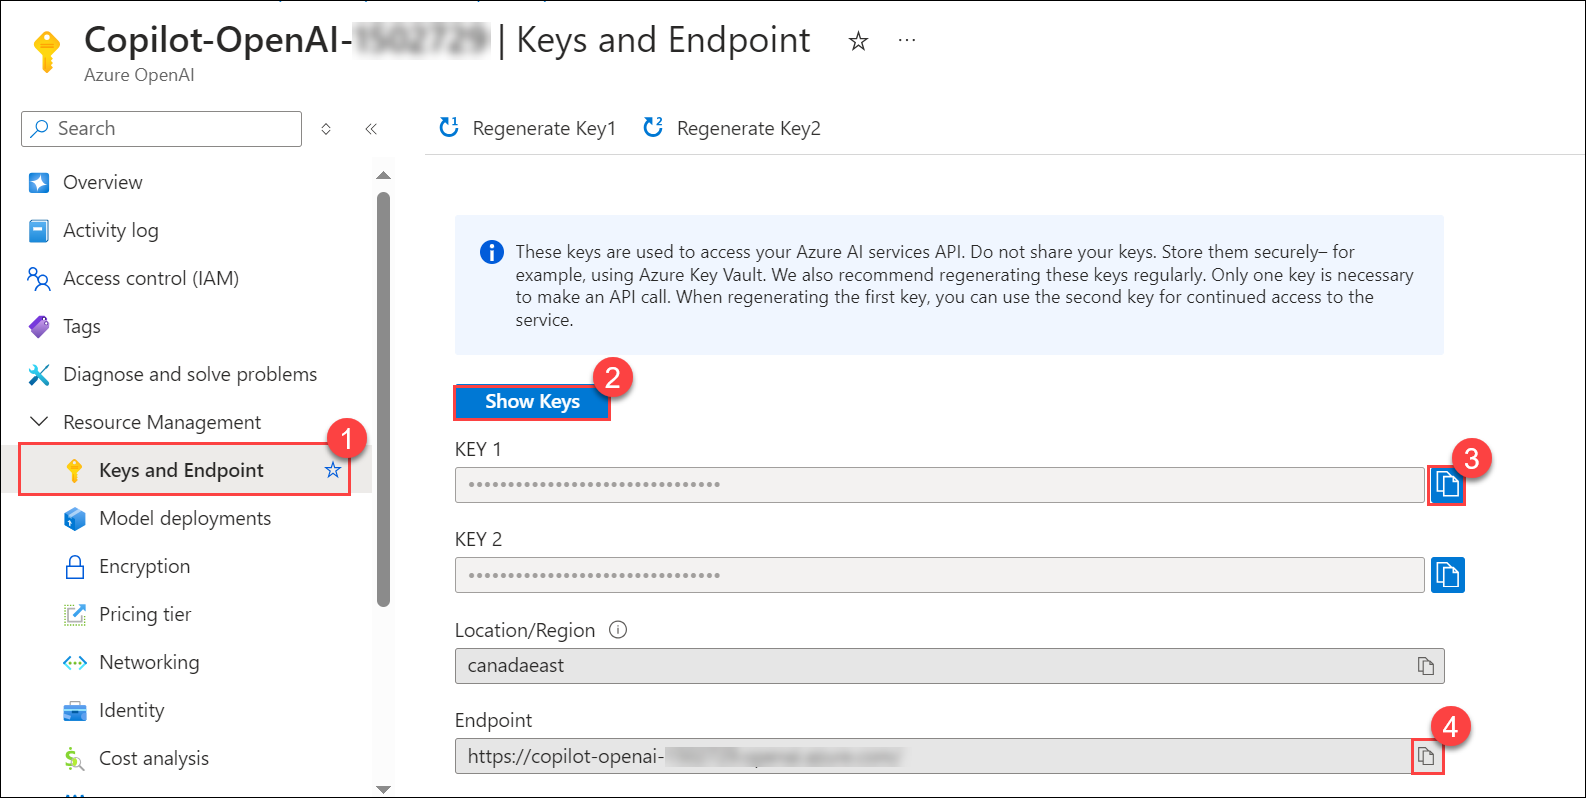 Copilot-OpenAI- | Keys and Endpoint
Azure OpenAI
Search
Regenerate Key1
Regenerate Key2
Overview
Activity log
Access control (IAM)
Tags
Diagnose and solve problems
Resource Management
1
Keys and Endpoint
Model deployments
Encryption
Pricing tier
Networking
Identity
Cost analysis
These keys are used to access your Azure AI services API. Do not share your keys. Store them securely– for
example, using Azure Key Vault. We also recommend regenerating these keys regularly. Only one key is necessary
to make an API call. When regenerating the first key, you can use the second key for continued access to the
service.
2
Show Keys
KEY 1
3
KEY 2
Location/Region
canadaeast
Endpoint
4
https://copilot-openai-